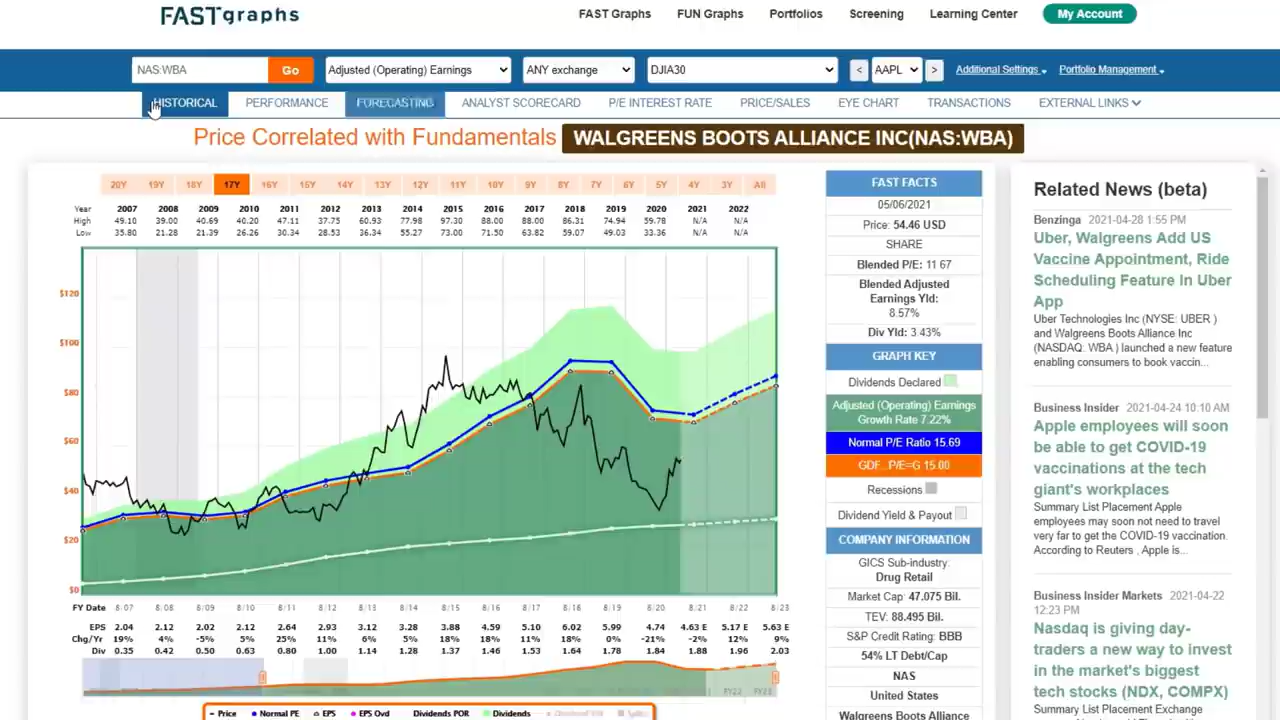 FASTgraphs
FAST Graphs FUN Graphs Portfolios Screening Learning Center My Account
NAS:WBA Go Adjusted (Operating) Earnings ANY exchange DJIA30 < AAPL > Additional Settings Portfolio Management
HISTORICAL PERFORMANCE FORECASTING ANALYST SCORECARD P/E INTEREST RATE PRICE/SALES EYE CHART TRANSACTIONS EXTERNAL LINKS
Price Correlated with Fundamentals WALGREENS BOOTS ALLIANCE INC(NAS:WBA)
20Y 19Y 18Y 17Y 16Y 15Y 14Y 13Y 12Y 11Y 10Y 9Y 8Y 7Y 6Y 5Y 4Y 3Y All
Year 2007 2008 2009 2010 2011 2012 2013 2014 2015 2016 2017 2018 2019 2020 2021 2022
High 49.10 39.00 40.69 40.20 47.11 37.75 60.93 77.98 97.30 88.00 88.00 86.31 74.94 59.78 N/A N/A
Low 35.80 21.28 21.39 26.26 30.34 28.53 36.34 55.27 73.00 71.50 63.82 59.07 49.03 33.36 N/A N/A
$120
$100
$80
$60
$40
$20
$0
FY Date 8/07 8/08 8/09 8/10 8/11 8/12 8/13 8/14 8/15 8/16 8/17 8/18 8/19 8/20 8/21 8/22 8/23
EPS 2.04 2.12 2.02 2.12 2.64 2.93 3.12 3.28 3.88 4.59 5.10 6.02 5.99 4.74 4.63 E 5.17 E 5.63 E
Chg/Yr 19% 4% -5% 5% 25% 11% 6% 5% 18% 18% 11% 18% 0% -21% -2% 12% 9%
Div 0.35 0.42 0.50 0.63 0.80 1.00 1.14 1.28 1.37 1.46 1.53 1.64 1.78 1.84 1.88 1.96 2.03
FY22 FY23
Price Normal PE EPS EPS Ovd Dividends POR Dividends
FAST FACTS
05/06/2021
Price: 54.46 USD
SHARE
Blended P/E: 11.67
Blended Adjusted
Earnings Yld:
8.57%
Div Yld: 3.43%
GRAPH KEY
Dividends Declared
Adjusted (Operating) Earnings
Growth Rate 7.22%
Normal P/E Ratio 15.69
GDF...P/E=G 15.00
Recessions
Dividend Yield & Payout
COMPANY INFORMATION
GICS Sub-industry:
Drug Retail
Market Cap: 47.075 Bil.
TEV: 88.495 Bil.
S&P Credit Rating: BBB
54% LT Debt/Cap
NAS
United States
Walgreens Boots Alliance
Related News (beta)
Benzinga 2021-04-28 1:55 PM
Uber, Walgreens Add US
Vaccine Appointment, Ride
Scheduling Feature In Uber
App
Uber Technologies Inc (NYSE: UBER )
and Walgreens Boots Alliance Inc
(NASDAQ: WBA ) launched a new feature
enabling consumers to book vaccin...
Business Insider 2021-04-24 10:10 AM
Apple employees will soon
be able to get COVID-19
vaccinations at the tech
giant's workplaces
Summary List Placement Apple
employees may soon not need to travel
very far to get the COVID-19 vaccination.
According to Reuters , Apple is...
Business Insider Markets 2021-04-22
12:23 PM
Nasdaq is giving day-
traders a new way to invest
in the market's biggest
tech stocks (NDX, COMPX)
Summary List Placement Exchange